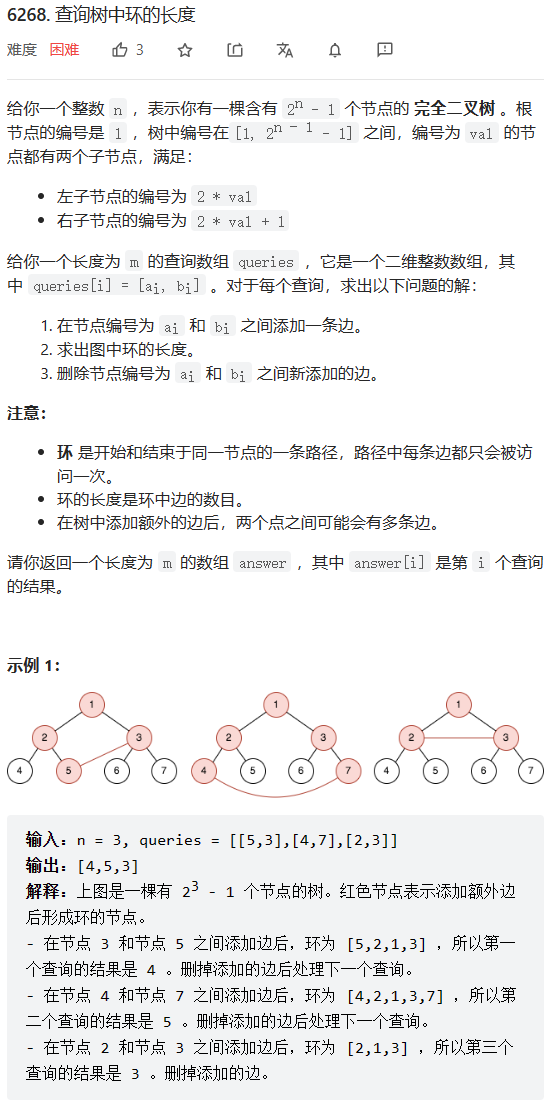 6268. 查询树中环的长度
难度 困难 3
给你一个整数 n ，表示你有一棵含有 2ⁿ - 1 个节点的 完全二叉树 。根
节点的编号是 1 ，树中编号在 [1, 2ⁿ⁻¹ - 1] 之间，编号为 val 的节
点都有两个子节点，满足：
• 左子节点的编号为 2 * val
• 右子节点的编号为 2 * val + 1
给你一个长度为 m 的查询数组 queries ，它是一个二维整数数组，其
中 queries[i] = [aᵢ, bᵢ] 。对于每个查询，求出以下问题的解：
1. 在节点编号为 aᵢ 和 bᵢ 之间添加一条边。
2. 求出图中环的长度。
3. 删除节点编号为 aᵢ 和 bᵢ 之间新添加的边。
注意：
• 环 是开始和结束于同一节点的一条路径，路径中每条边都只会被访
问一次。
• 环的长度是环中边的数目。
• 在树中添加额外的边后，两个点之间可能会有多条边。
请你返回一个长度为 m 的数组 answer ，其中 answer[i] 是第 i 个查询
的结果。
示例 1：
1 1 1
2 3 2 3 2 3
4 5 6 7 4 5 6 7 4 5 6 7
输入：n = 3, queries = [[5,3],[4,7],[2,3]]
输出：[4,5,3]
解释：上图是一棵有 2³ - 1 个节点的树。红色节点表示添加额外边
后形成环的节点。
- 在节点 3 和节点 5 之间添加边后，环为 [5,2,1,3] ，所以第一
个查询的结果是 4 。删掉添加的边后处理下一个查询。
- 在节点 4 和节点 7 之间添加边后，环为 [4,2,1,3,7] ，所以第
二个查询的结果是 5 。删掉添加的边后处理下一个查询。
- 在节点 2 和节点 3 之间添加边后，环为 [2,1,3] ，所以第三个
查询的结果是 3 。删掉添加的边。